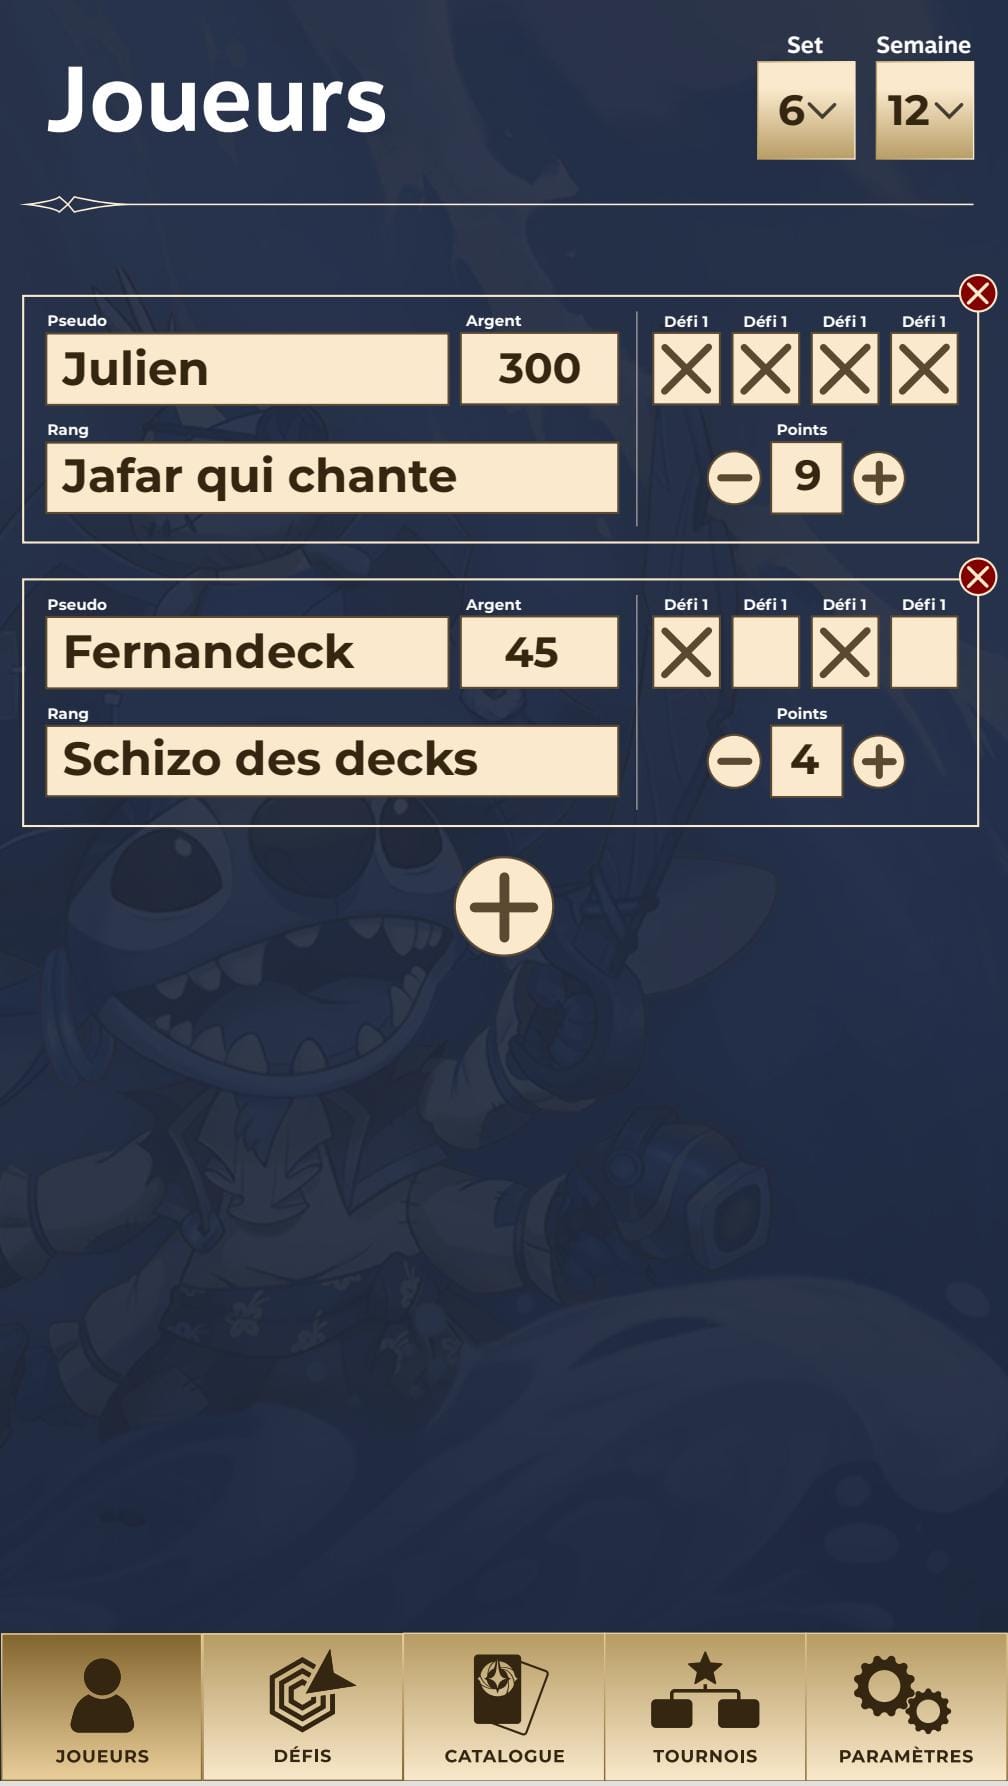 Joueurs
Set
Semaine
6
12
Pseudo
Argent
Défi 1
Défi 1
Défi 1
Défi 1
Julien
300
Rang
Points
Jafar qui chante
9
Pseudo
Argent
Défi 1
Défi 1
Défi 1
Défi 1
Fernandeck
45
Rang
Points
Schizo des decks
4
JOUEURS
DÉFIS
CATALOGUE
TOURNOIS
PARAMÈTRES